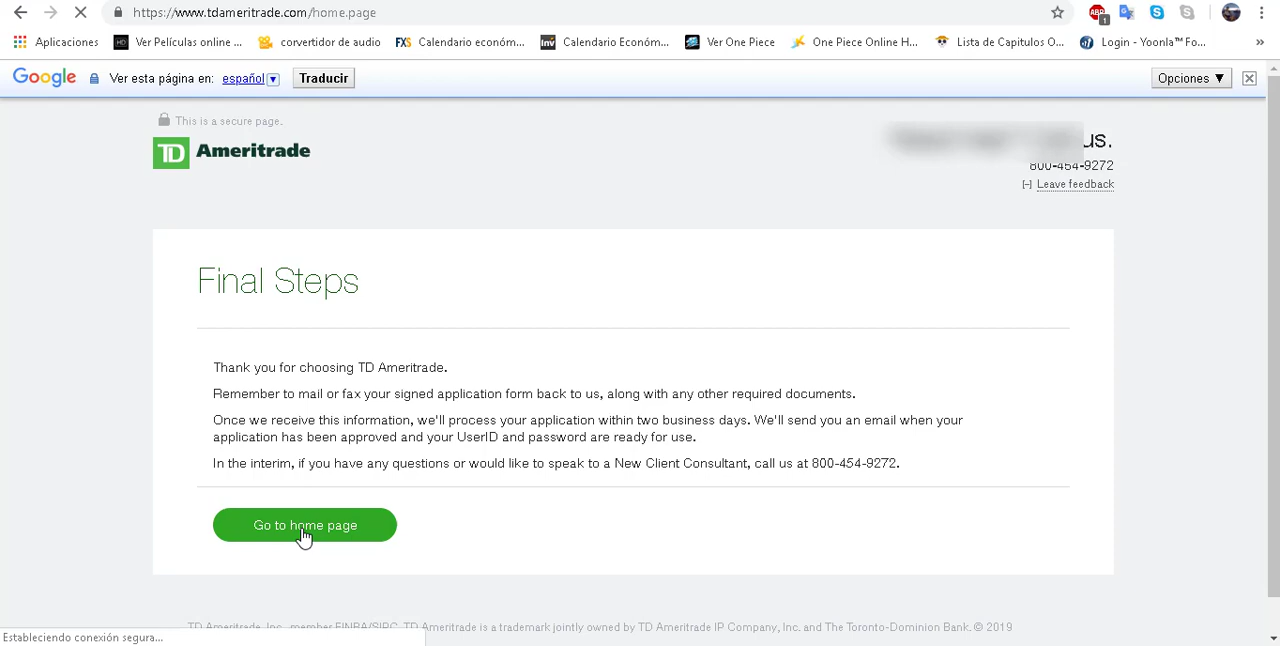 https://www.tdameritrade.com/home.page
ABP
1
Aplicaciones
HD Ver Películas online ...
convertidor de audio
FXS Calendario económ...
Inv Calendario Económ...
Ver One Piece
One Piece Online H...
Lista de Capitulos O...
Login - Yoonla™ Fo...
»
Google Ver esta página en: español Traducir
Opciones ▼
This is a secure page.
TD Ameritrade
us.
800-454-9272
[-] Leave feedback
Final Steps
Thank you for choosing TD Ameritrade.
Remember to mail or fax your signed application form back to us, along with any other required documents.
Once we receive this information, we'll process your application within two business days. We'll send you an email when your
application has been approved and your UserID and password are ready for use.
In the interim, if you have any questions or would like to speak to a New Client Consultant, call us at 800-454-9272.
Go to home page
TD Ameritrade, Inc., member FINRA/SIPC. TD Ameritrade is a trademark jointly owned by TD Ameritrade IP Company, Inc. and The Toronto-Dominion Bank. © 2019
Estableciendo conexión segura...